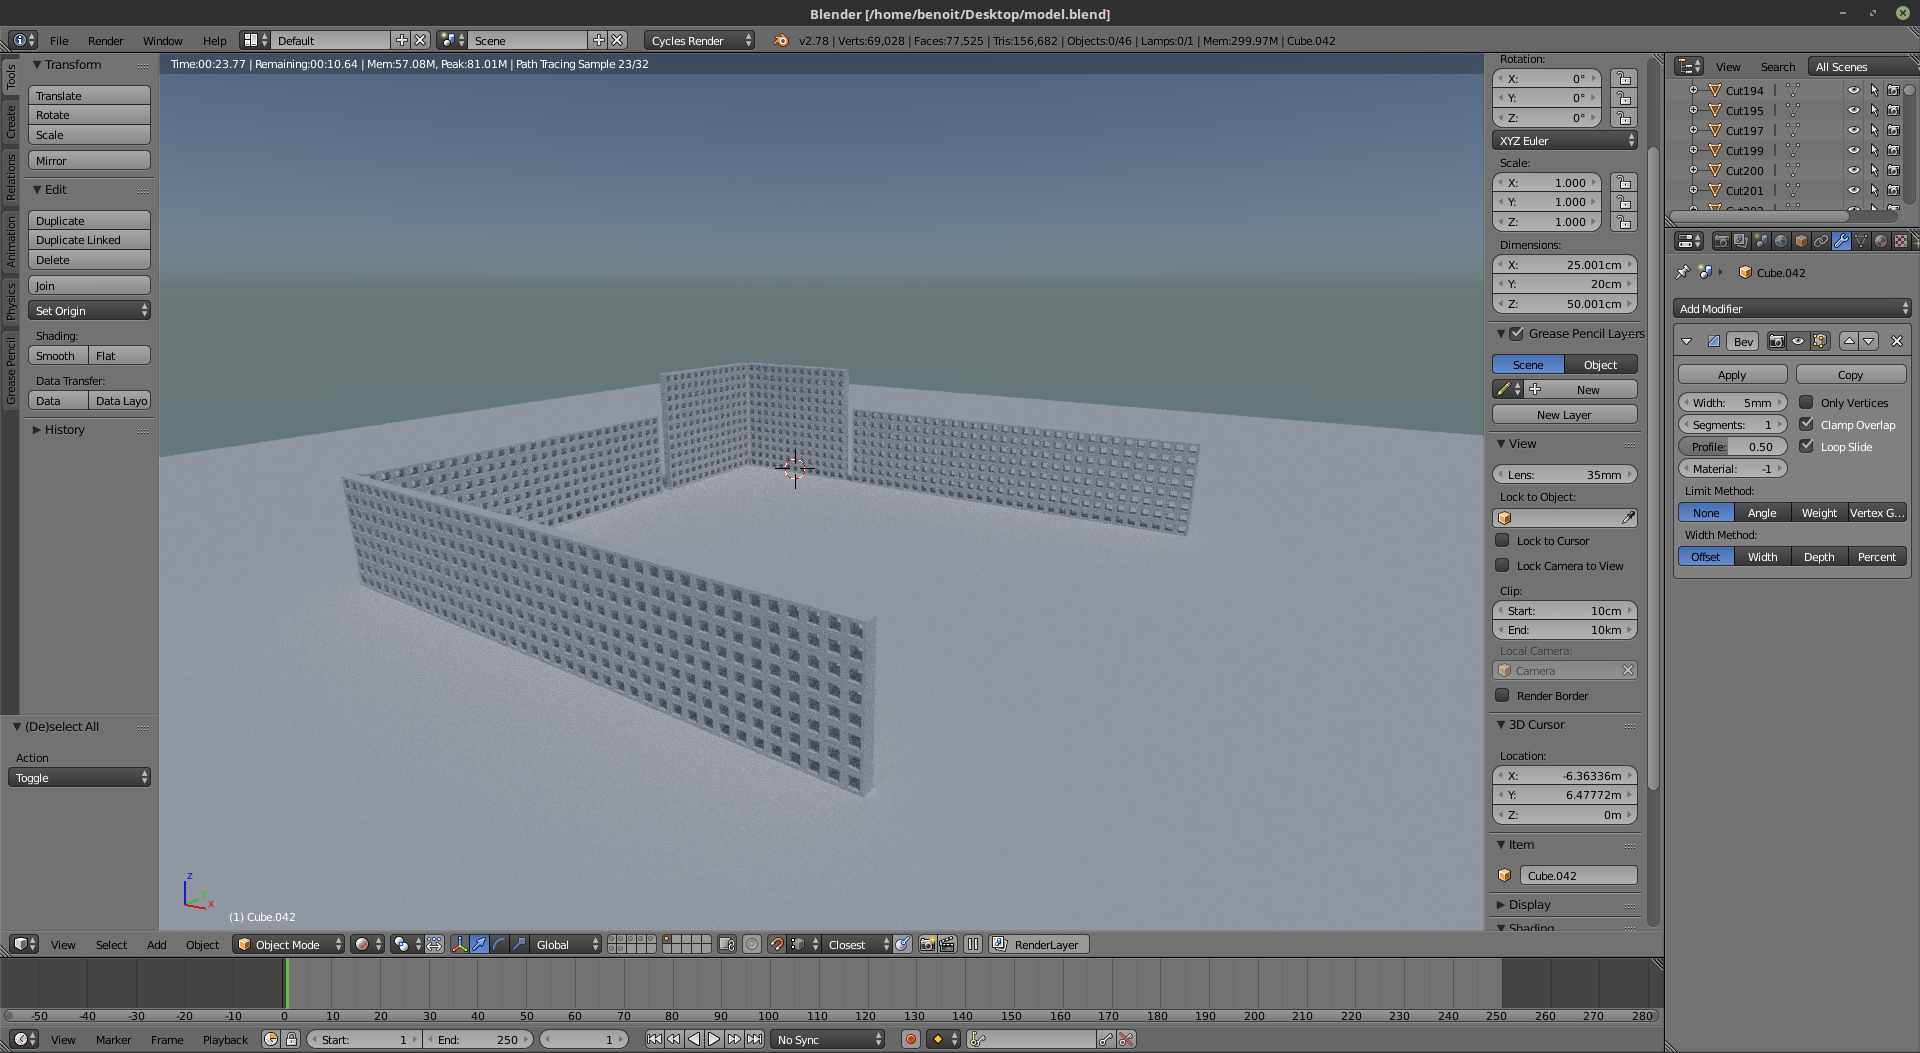 Blender [/home/benoit/Desktop/model.blend]
File Render Window Help Default Scene Cycles Render v2.78 | Verts:69,028 | Faces:77,525 | Tris:156,682 | Objects:0/46 | Lamps:0/1 | Mem:299.97M | Cube.042
Time:00:23.77 | Remaining:00:10.64 | Mem:57.08M, Peak:81.01M | Path Tracing Sample 23/32
Tools
Create
Relations
Animation
Physics
Grease Pencil
Transform
Translate
Rotate
Scale
Mirror
Edit
Duplicate
Duplicate Linked
Delete
Join
Set Origin
Shading:
Smooth Flat
Data Transfer:
Data Data Layo
History
(De)select All
Action
Toggle
z
y
x
(1) Cube.042
Rotation:
X: 0°
Y: 0°
Z: 0°
XYZ Euler
Scale:
X: 1.000
Y: 1.000
Z: 1.000
Dimensions:
X: 25.001cm
Y: 20cm
Z: 50.001cm
Grease Pencil Layers
Scene Object
New
New Layer
View
Lens: 35mm
Lock to Object:
Lock to Cursor
Lock Camera to View
Clip:
Start: 10cm
End: 10km
Local Camera:
Camera
Render Border
3D Cursor
Location:
X: -6.36336m
Y: 6.47772m
Z: 0m
Item
Cube.042
Display
Shading
View Search All Scenes
Cut194
Cut195
Cut197
Cut199
Cut200
Cut201
Cube.042
Add Modifier
Bev
Apply Copy
Width: 5mm Only Vertices
Segments: 1 Clamp Overlap
Profile: 0.50 Loop Slide
Material: -1
Limit Method:
None Angle Weight Vertex G...
Width Method:
Offset Width Depth Percent
View Select Add Object Object Mode Global Closest RenderLayer
-50 -40 -30 -20 -10 0 10 20 30 40 50 60 70 80 90 100 110 120 130 140 150 160 170 180 190 200 210 220 230 240 250 260 270 280
View Marker Frame Playback Start: 1 End: 250 1 No Sync